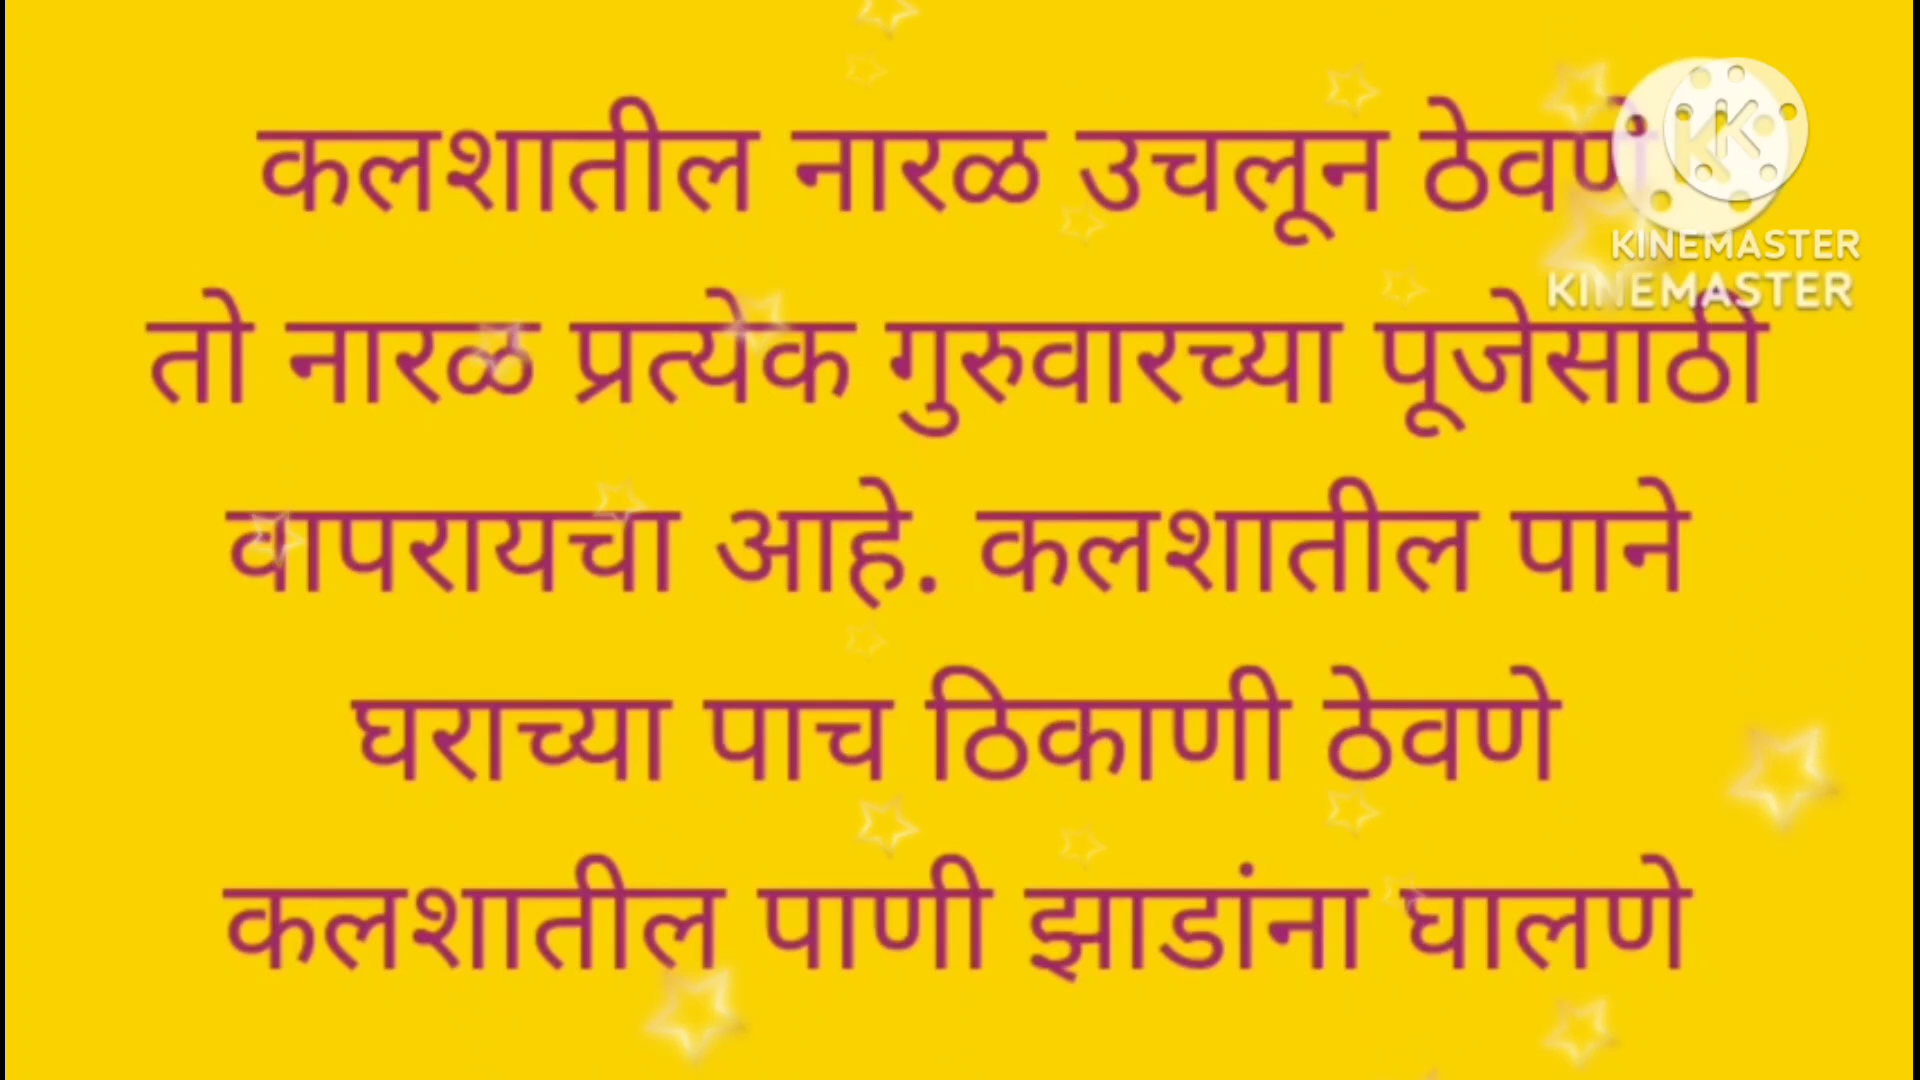 कलशातील नारळ उचलून ठेवणे
तो नारळ प्रत्येक गुरुवारच्या पूजेसाठी
वापरायचा आहे. कलशातील पाने
घराच्या पाच ठिकाणी ठेवणे
कलशातील पाणी झाडांना घालणे
KINEMASTER
KINEMASTER